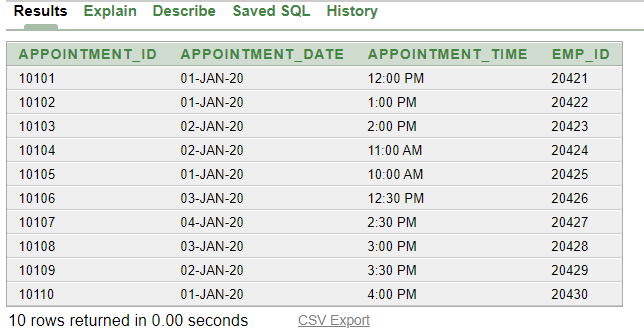 Results Explain Describe Saved SQL History
APPOINTMENT_ID APPOINTMENT_DATE APPOINTMENT_TIME EMP_ID
10101 01-JAN-20 12:00 PM 20421
10102 01-JAN-20 1:00 PM 20422
10103 02-JAN-20 2:00 PM 20423
10104 02-JAN-20 11:00 AM 20424
10105 01-JAN-20 10:00 AM 20425
10106 03-JAN-20 12:30 PM 20426
10107 04-JAN-20 2:30 PM 20427
10108 03-JAN-20 3:00 PM 20428
10109 02-JAN-20 3:30 PM 20429
10110 01-JAN-20 4:00 PM 20430
10 rows returned in 0.00 seconds CSV Export